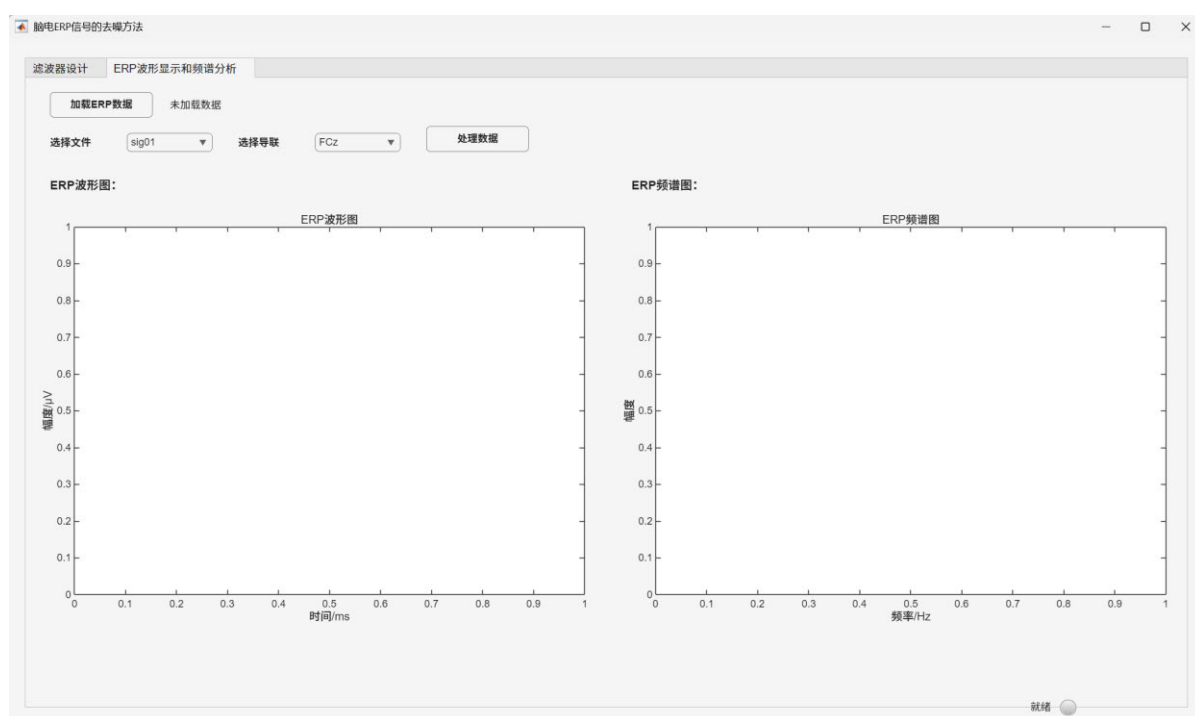 脑电ERP信号的去噪方法
滤波器设计 ERP波形显示和频谱分析
加载ERP数据 未加载数据
选择文件 sig01 选择导联 FCz 处理数据
ERP波形图： ERP频谱图：
ERP波形图
1
0.9
0.8
0.7
0.6
0.5
0.4
0.3
0.2
0.1
0
幅度/μV
0 0.1 0.2 0.3 0.4 0.5 0.6 0.7 0.8 0.9 1
时间/ms
ERP频谱图
1
0.9
0.8
0.7
0.6
0.5
0.4
0.3
0.2
0.1
0
幅度
0 0.1 0.2 0.3 0.4 0.5 0.6 0.7 0.8 0.9 1
频率/Hz
就绪